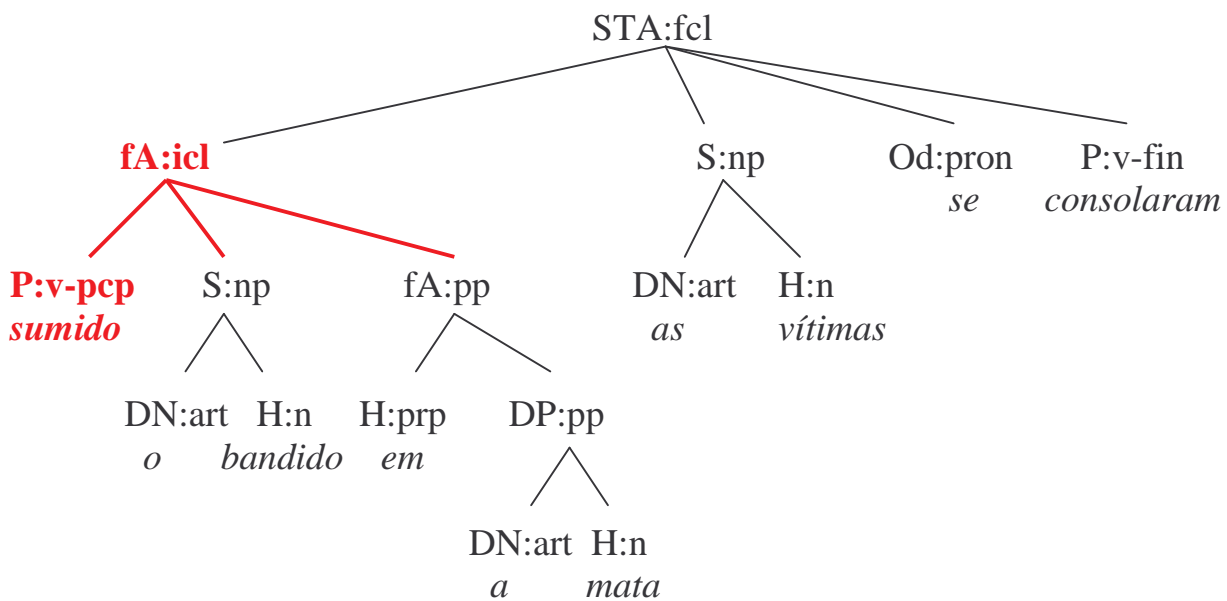 STA:fcl
fA:icl S:np Od:pron P:v-fin
se consolaram
P:v-pcp S:np fA:pp DN:art H:n
sumido as vítimas
DN:art H:n H:prp DP:pp
o bandido em
DN:art H:n
a mata